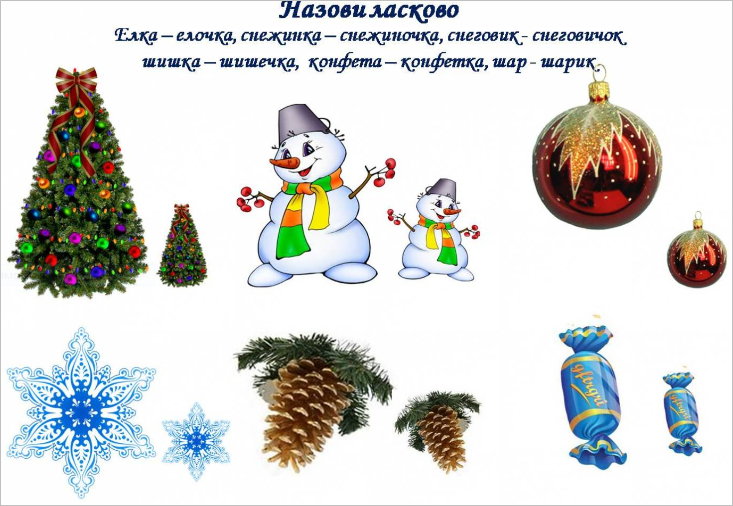 Назови ласково
Елка – елочка, снежинка – снежиночка, снеговик - снеговичок
шишка – шишечка, конфета – конфетка, шар - шарик